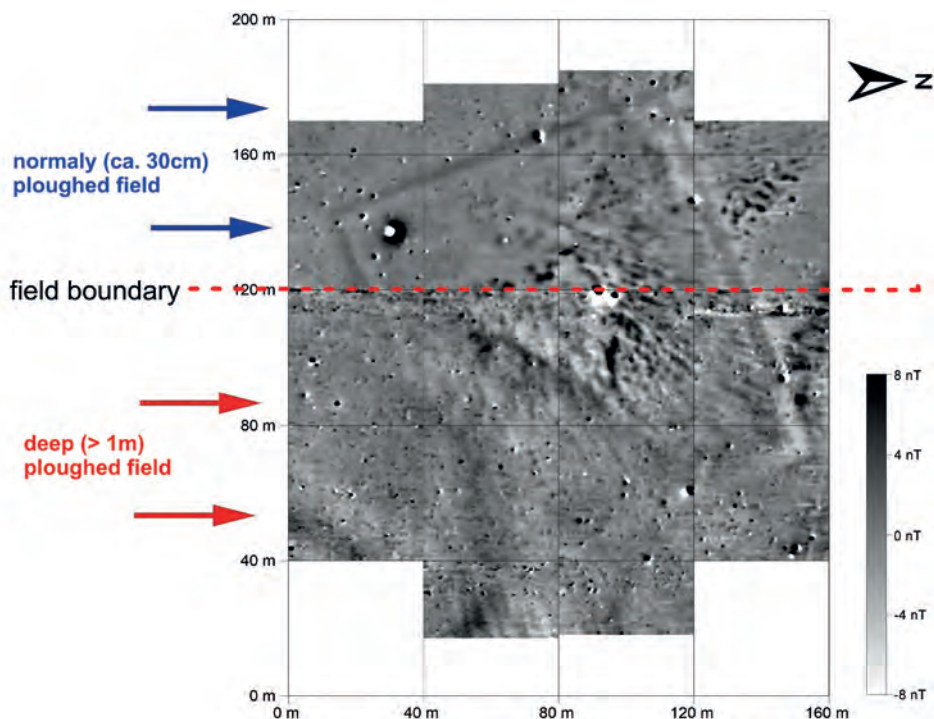 200 m
N
normaly (ca. 30cm)
ploughed field
160 m
field boundary
120 m
8 nT
80 m
4 nT
deep (> 1m)
ploughed field
0 nT
40 m
-4 nT
0 m
-8 nT
0 m
40 m
80 m
120 m
160 m